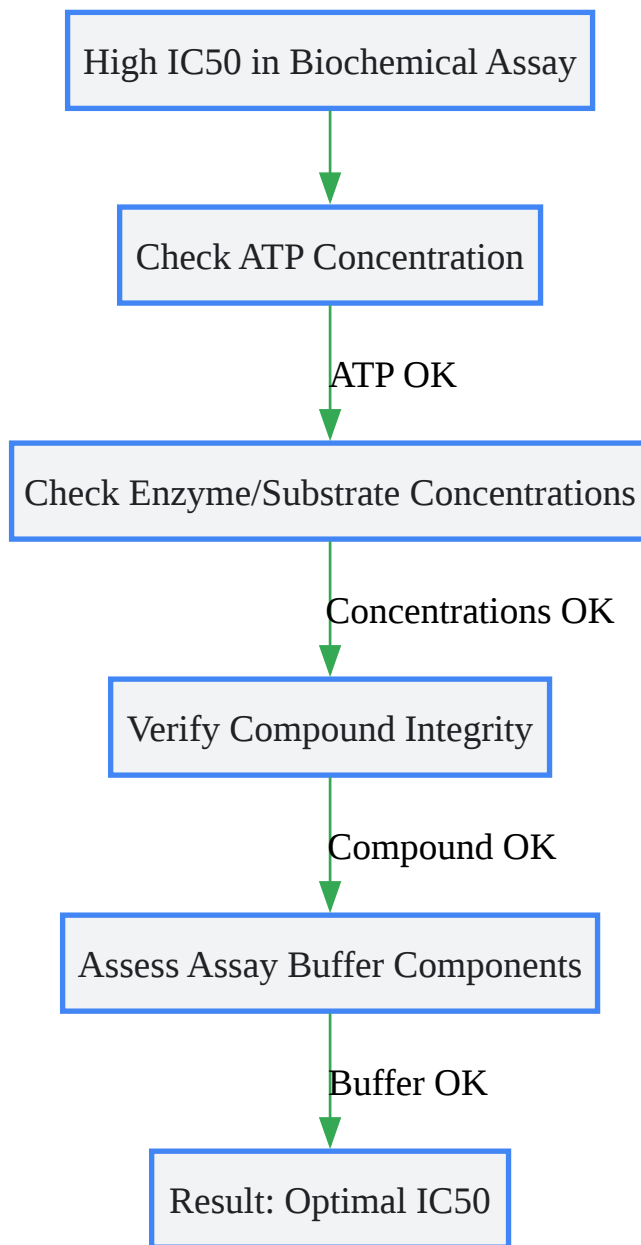 High IC50 in Biochemical Assay
Check ATP Concentration
ATP OK
Check Enzyme/Substrate Concentrations
Concentrations OK
Verify Compound Integrity
Compound OK
Assess Assay Buffer Components
Buffer OK
Result: Optimal IC50